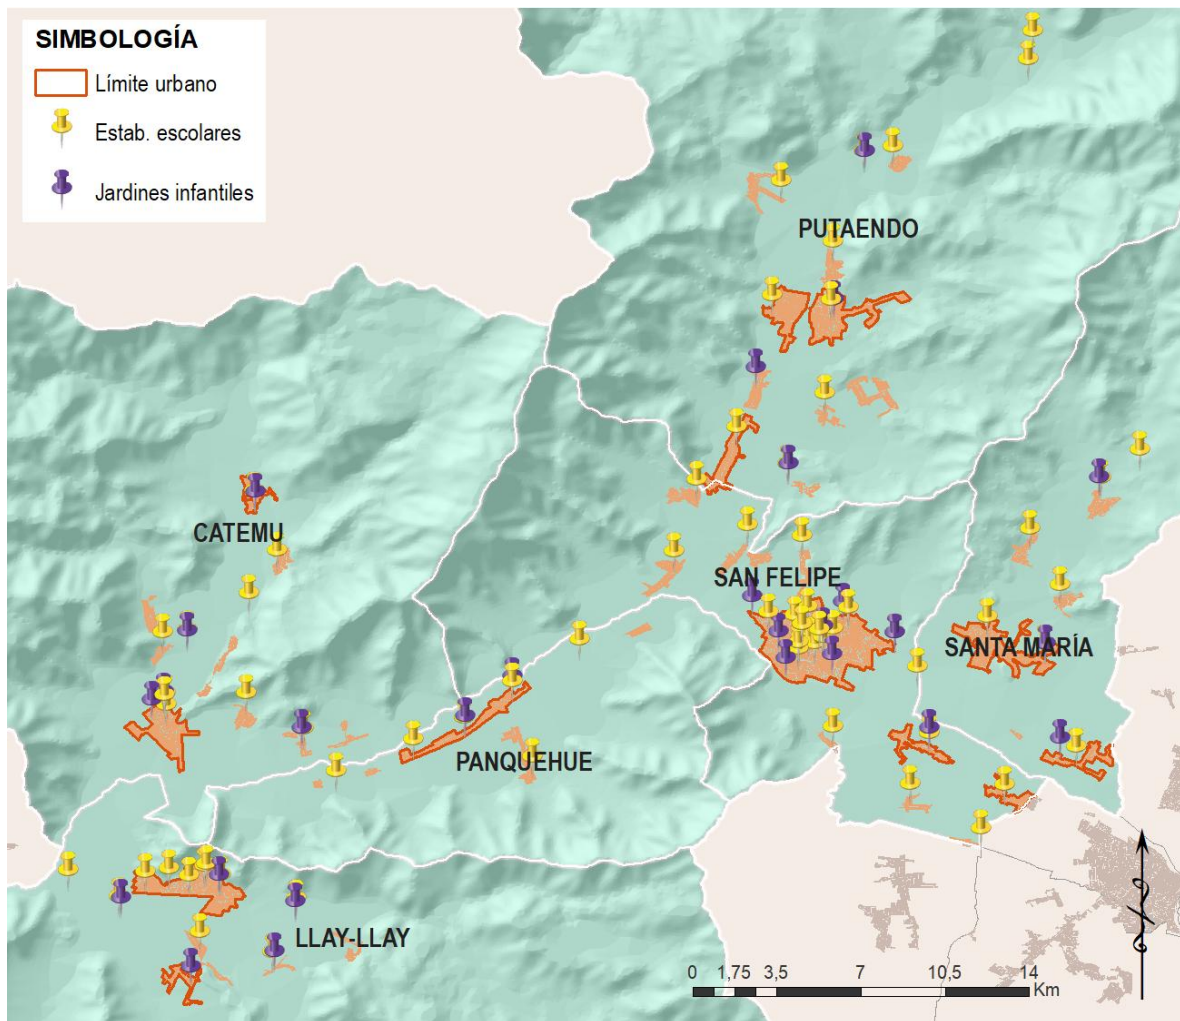 SIMBOLOGÍA
Límite urbano
Estab. escolares
Jardines infantiles
PUTAENDO
CATEMU
SAN FELIPE
SANTA MARÍA
PANQUEHUE
LLAY-LLAY
0 1,75 3,5 7 10,5 14
Km